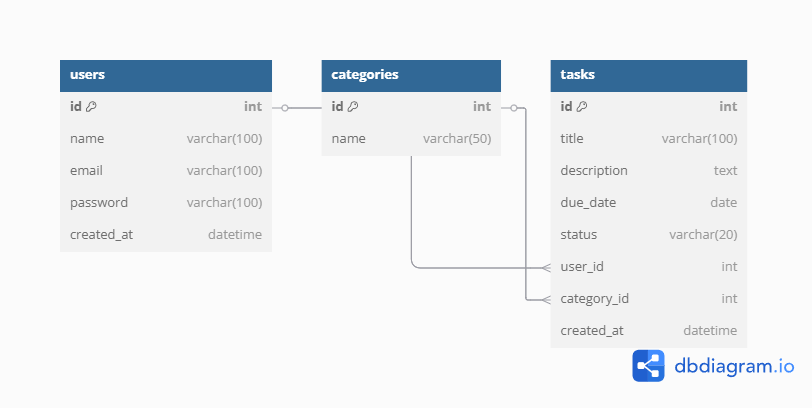 users
id int
name varchar(100)
email varchar(100)
password varchar(100)
created_at datetime
categories
id int
name varchar(50)
tasks
id int
title varchar(100)
description text
due_date date
status varchar(20)
user_id int
category_id int
created_at datetime
dbdiagram.io